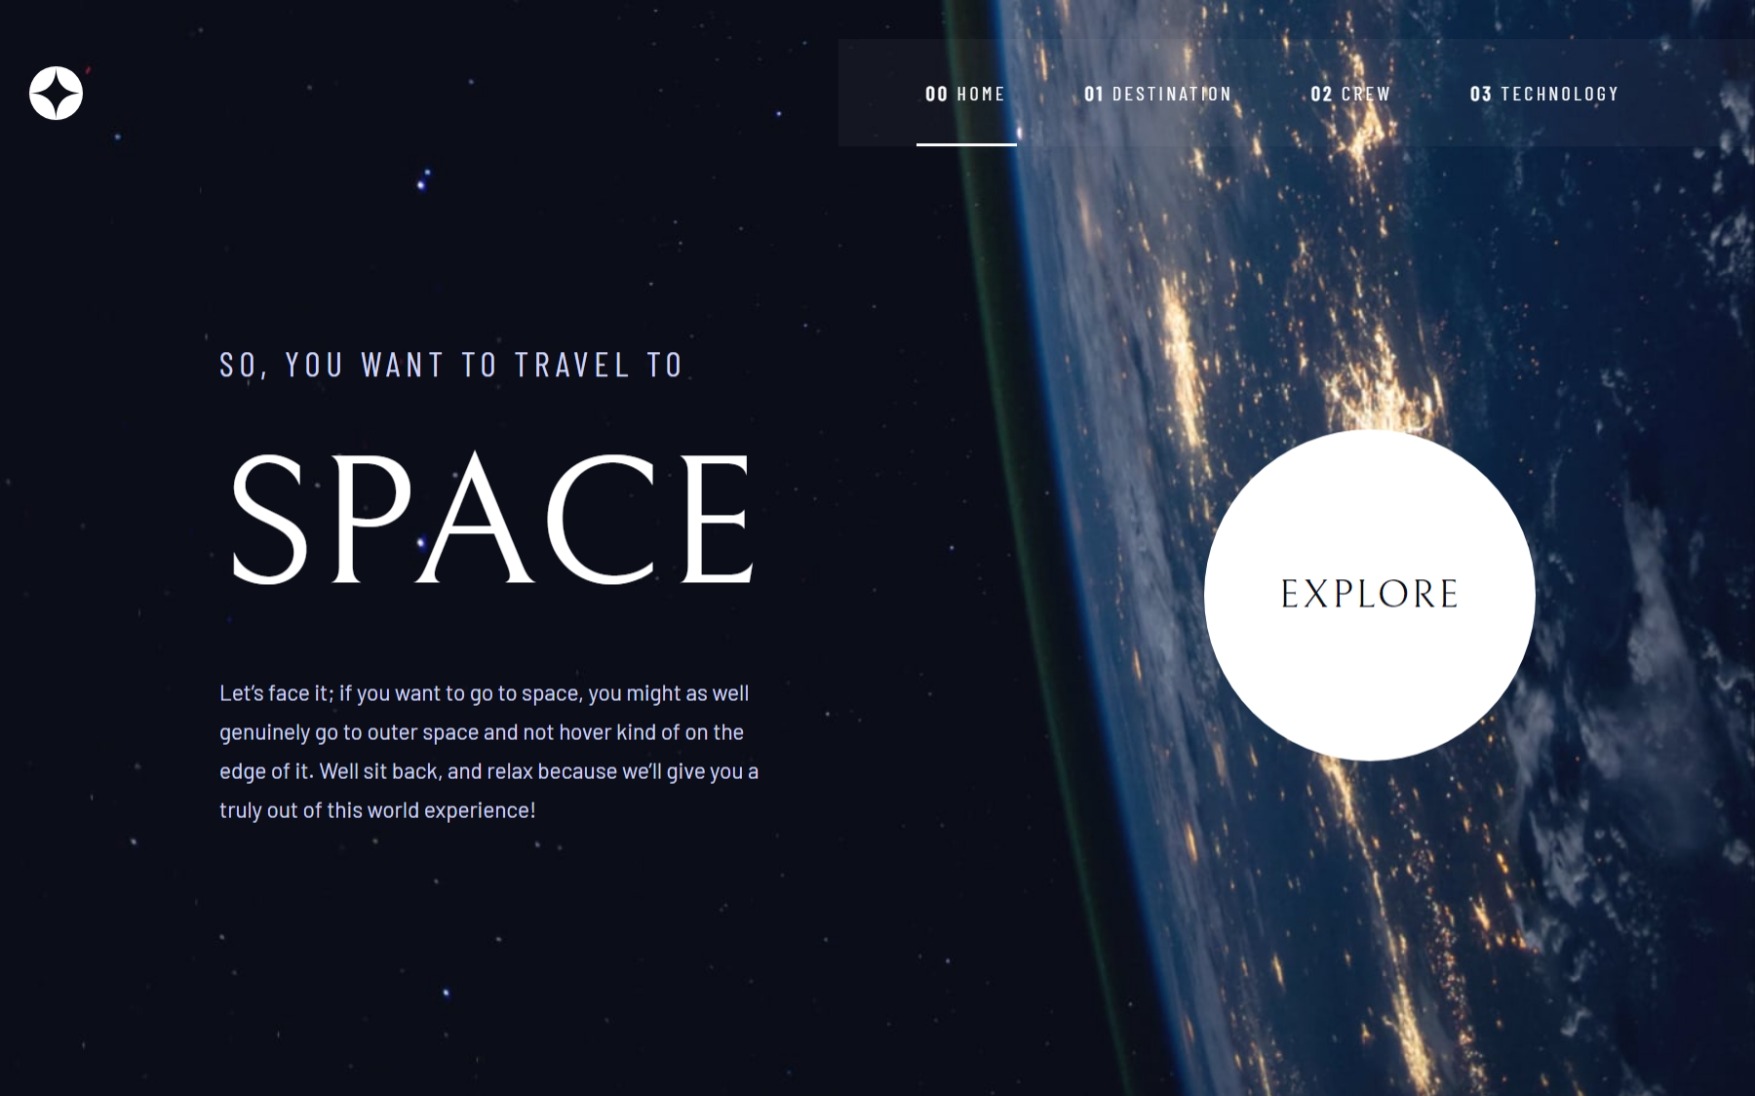 00 HOME 01 DESTINATION 02 CREW 03 TECHNOLOGY
SO, YOU WANT TO TRAVEL TO
SPACE
Let’s face it; if you want to go to space, you might as well
genuinely go to outer space and not hover kind of on the
edge of it. Well sit back, and relax because we’ll give you a
truly out of this world experience!
EXPLORE